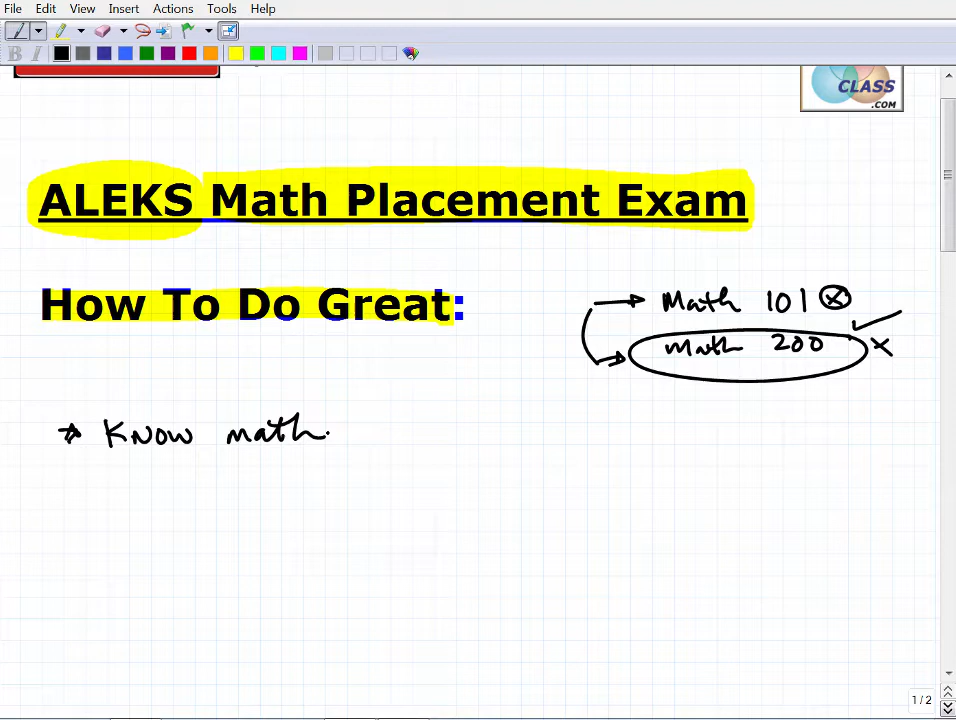 File Edit View Insert Actions Tools Help
B I
CLASS
.COM
ALEKS Math Placement Exam
How To Do Great:
Math 101 x
Math 200 x
* Know math.
1 / 2